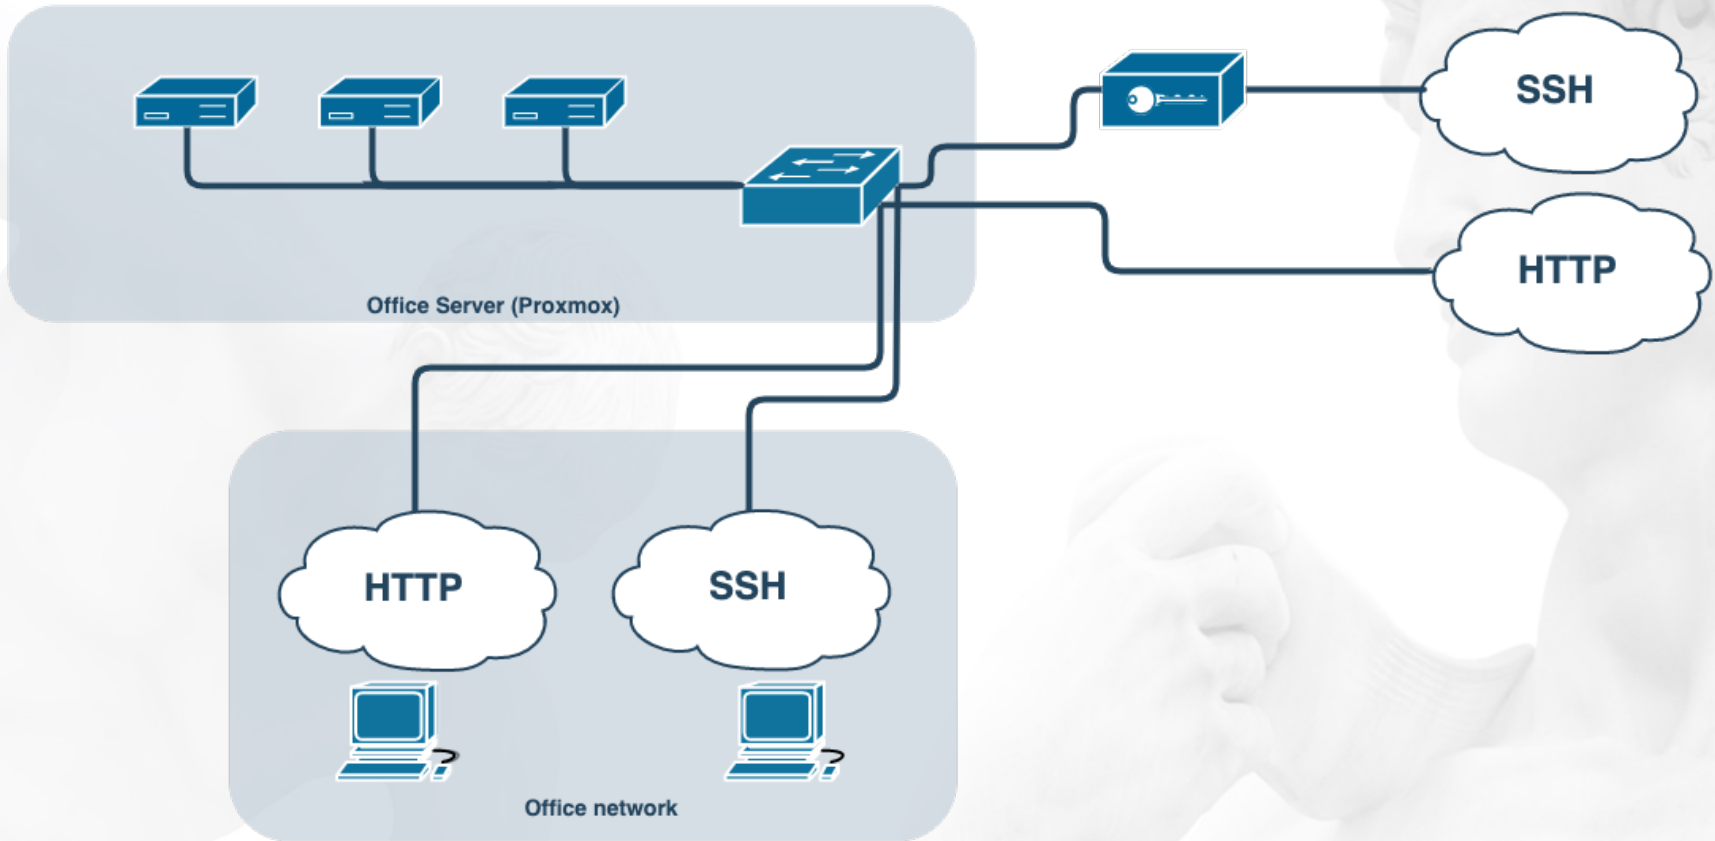 SSH
HTTP
Office Server (Proxmox)
HTTP
SSH
Office network